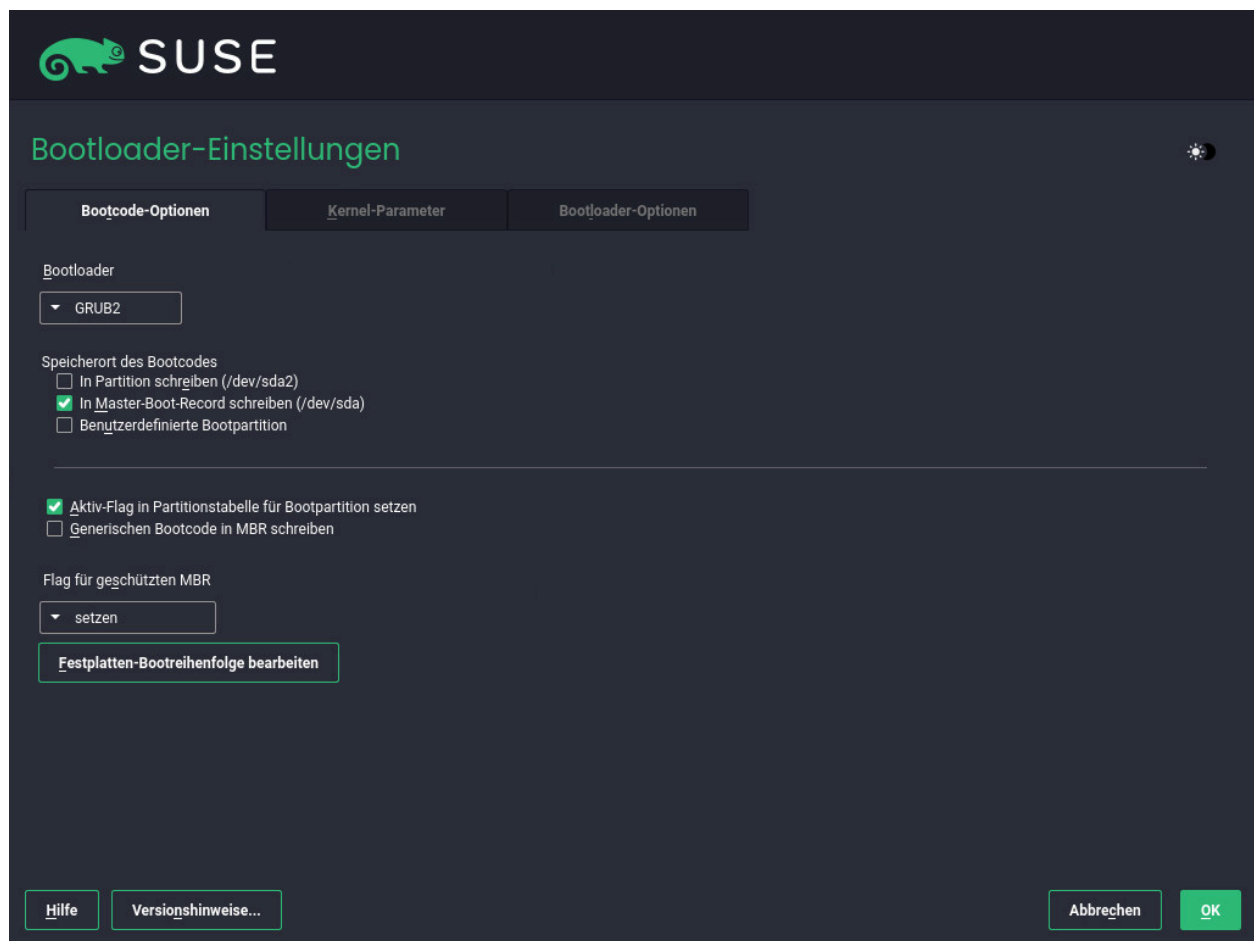 SUSE
Bootloader-Einstellungen
Bootcode-Optionen Kernel-Parameter Bootloader-Optionen
Bootloader
GRUB2
Speicherort des Bootcodes
In Partition schreiben (/dev/sda2)
In Master-Boot-Record schreiben (/dev/sda)
Benutzerdefinierte Bootpartition
Aktiv-Flag in Partitionstabelle für Bootpartition setzen
Generischen Bootcode in MBR schreiben
Flag für geschützten MBR
setzen
Festplatten-Bootreihenfolge bearbeiten
Hilfe Versionshinweise... Abbrechen OK